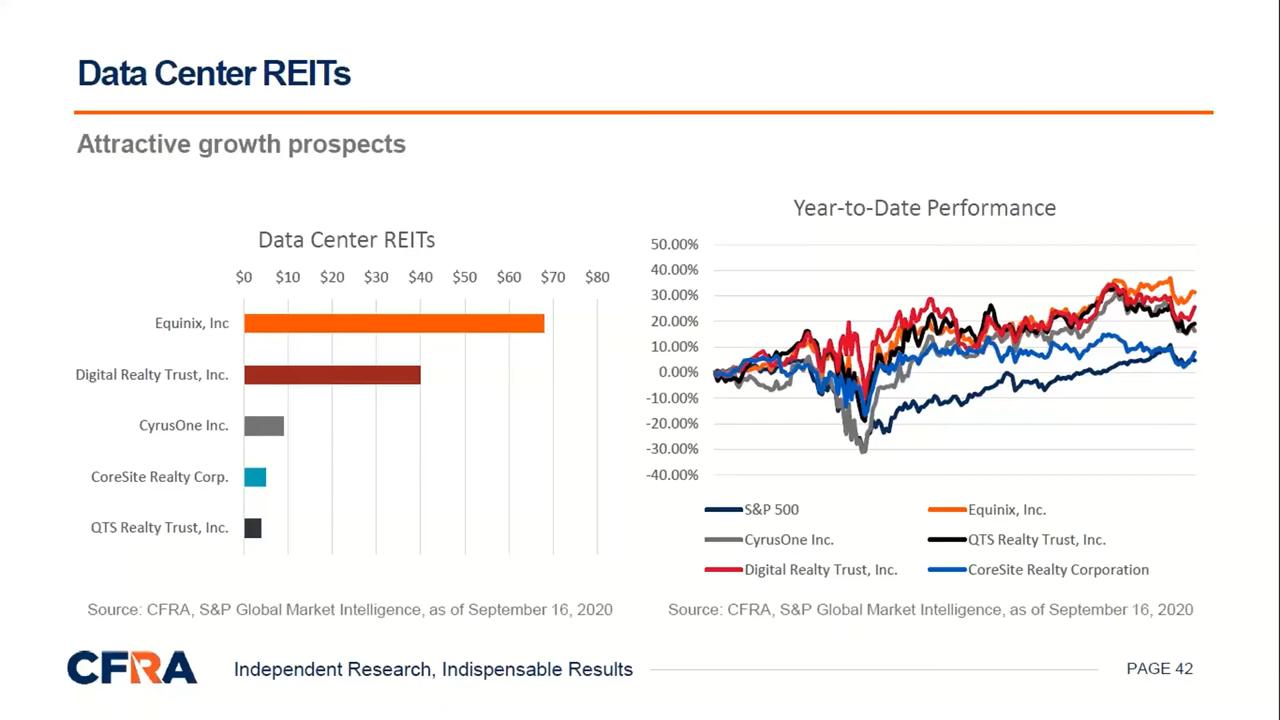 Data Center REITs
Attractive growth prospects
Data Center REITs
$0 $10 $20 $30 $40 $50 $60 $70 $80
Equinix, Inc
Digital Realty Trust, Inc.
CyrusOne Inc.
CoreSite Realty Corp.
QTS Realty Trust, Inc.
Source: CFRA, S&P Global Market Intelligence, as of September 16, 2020
Year-to-Date Performance
50.00%
40.00%
30.00%
20.00%
10.00%
0.00%
-10.00%
-20.00%
-30.00%
-40.00%
S&P 500 Equinix, Inc.
CyrusOne Inc. QTS Realty Trust, Inc.
Digital Realty Trust, Inc. CoreSite Realty Corporation
Source: CFRA, S&P Global Market Intelligence, as of September 16, 2020
CFRA Independent Research, Indispensable Results PAGE 42